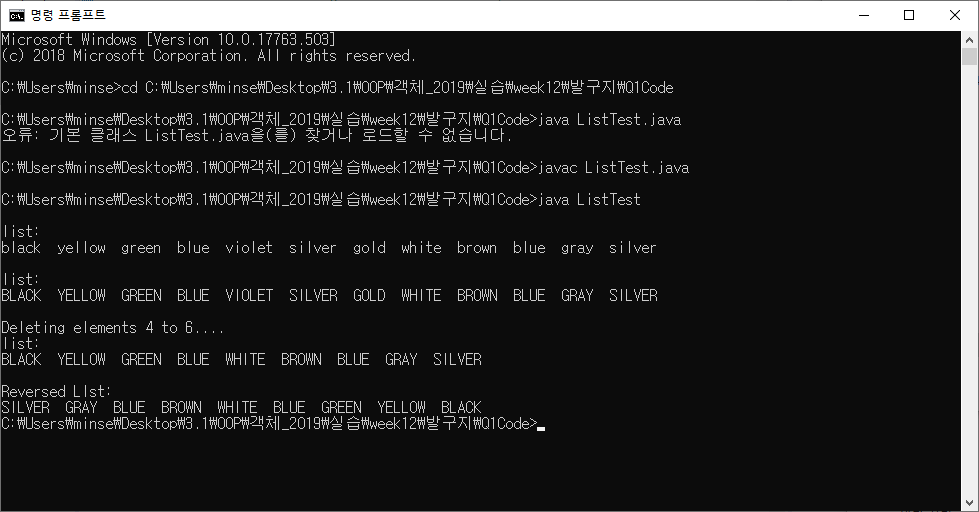 명령 프롬프트
Microsoft Windows [Version 10.0.17763.503]
(c) 2018 Microsoft Corporation. All rights reserved.
C:₩Users₩minse>cd C:₩Users₩minse₩Desktop₩3.1₩OOP₩객체_2019₩실습₩week12₩발구지₩Q1Code
C:₩Users₩minse₩Desktop₩3.1₩OOP₩객체_2019₩실습₩week12₩발구지₩Q1Code>java ListTest.java
오류: 기본 클래스 ListTest.java을(를) 찾거나 로드할 수 없습니다.
C:₩Users₩minse₩Desktop₩3.1₩OOP₩객체_2019₩실습₩week12₩발구지₩Q1Code>javac ListTest.java
C:₩Users₩minse₩Desktop₩3.1₩OOP₩객체_2019₩실습₩week12₩발구지₩Q1Code>java ListTest
list:
black  yellow  green  blue  violet  silver  gold  white  brown  blue  gray  silver
list:
BLACK  YELLOW  GREEN  BLUE  VIOLET  SILVER  GOLD  WHITE  BROWN  BLUE  GRAY  SILVER
Deleting elements 4 to 6....
list:
BLACK  YELLOW  GREEN  BLUE  WHITE  BROWN  BLUE  GRAY  SILVER
Reversed LIst:
SILVER  GRAY  BLUE  BROWN  WHITE  BLUE  GREEN  YELLOW  BLACK
C:₩Users₩minse₩Desktop₩3.1₩OOP₩객체_2019₩실습₩week12₩발구지₩Q1Code>